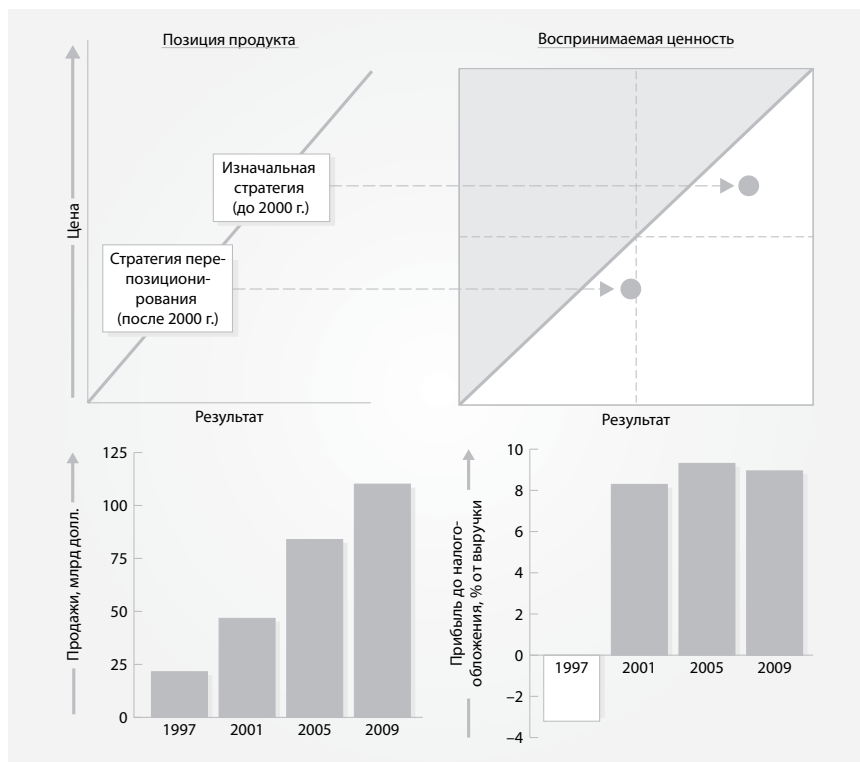 Позиция продукта
Воспринимаемая ценность
Цена
Изначальная
стратегия
(до 2000 г.)
Стратегия пере-
позициони-
рования
(после 2000 г.)
Результат
Результат
Продажи, млрд долл.
125
100
75
50
25
0
1997 2001 2005 2009
Прибыль до налого-
обложения, % от выручки
10
8
6
4
2
0
–2
–4
1997 2001 2005 2009